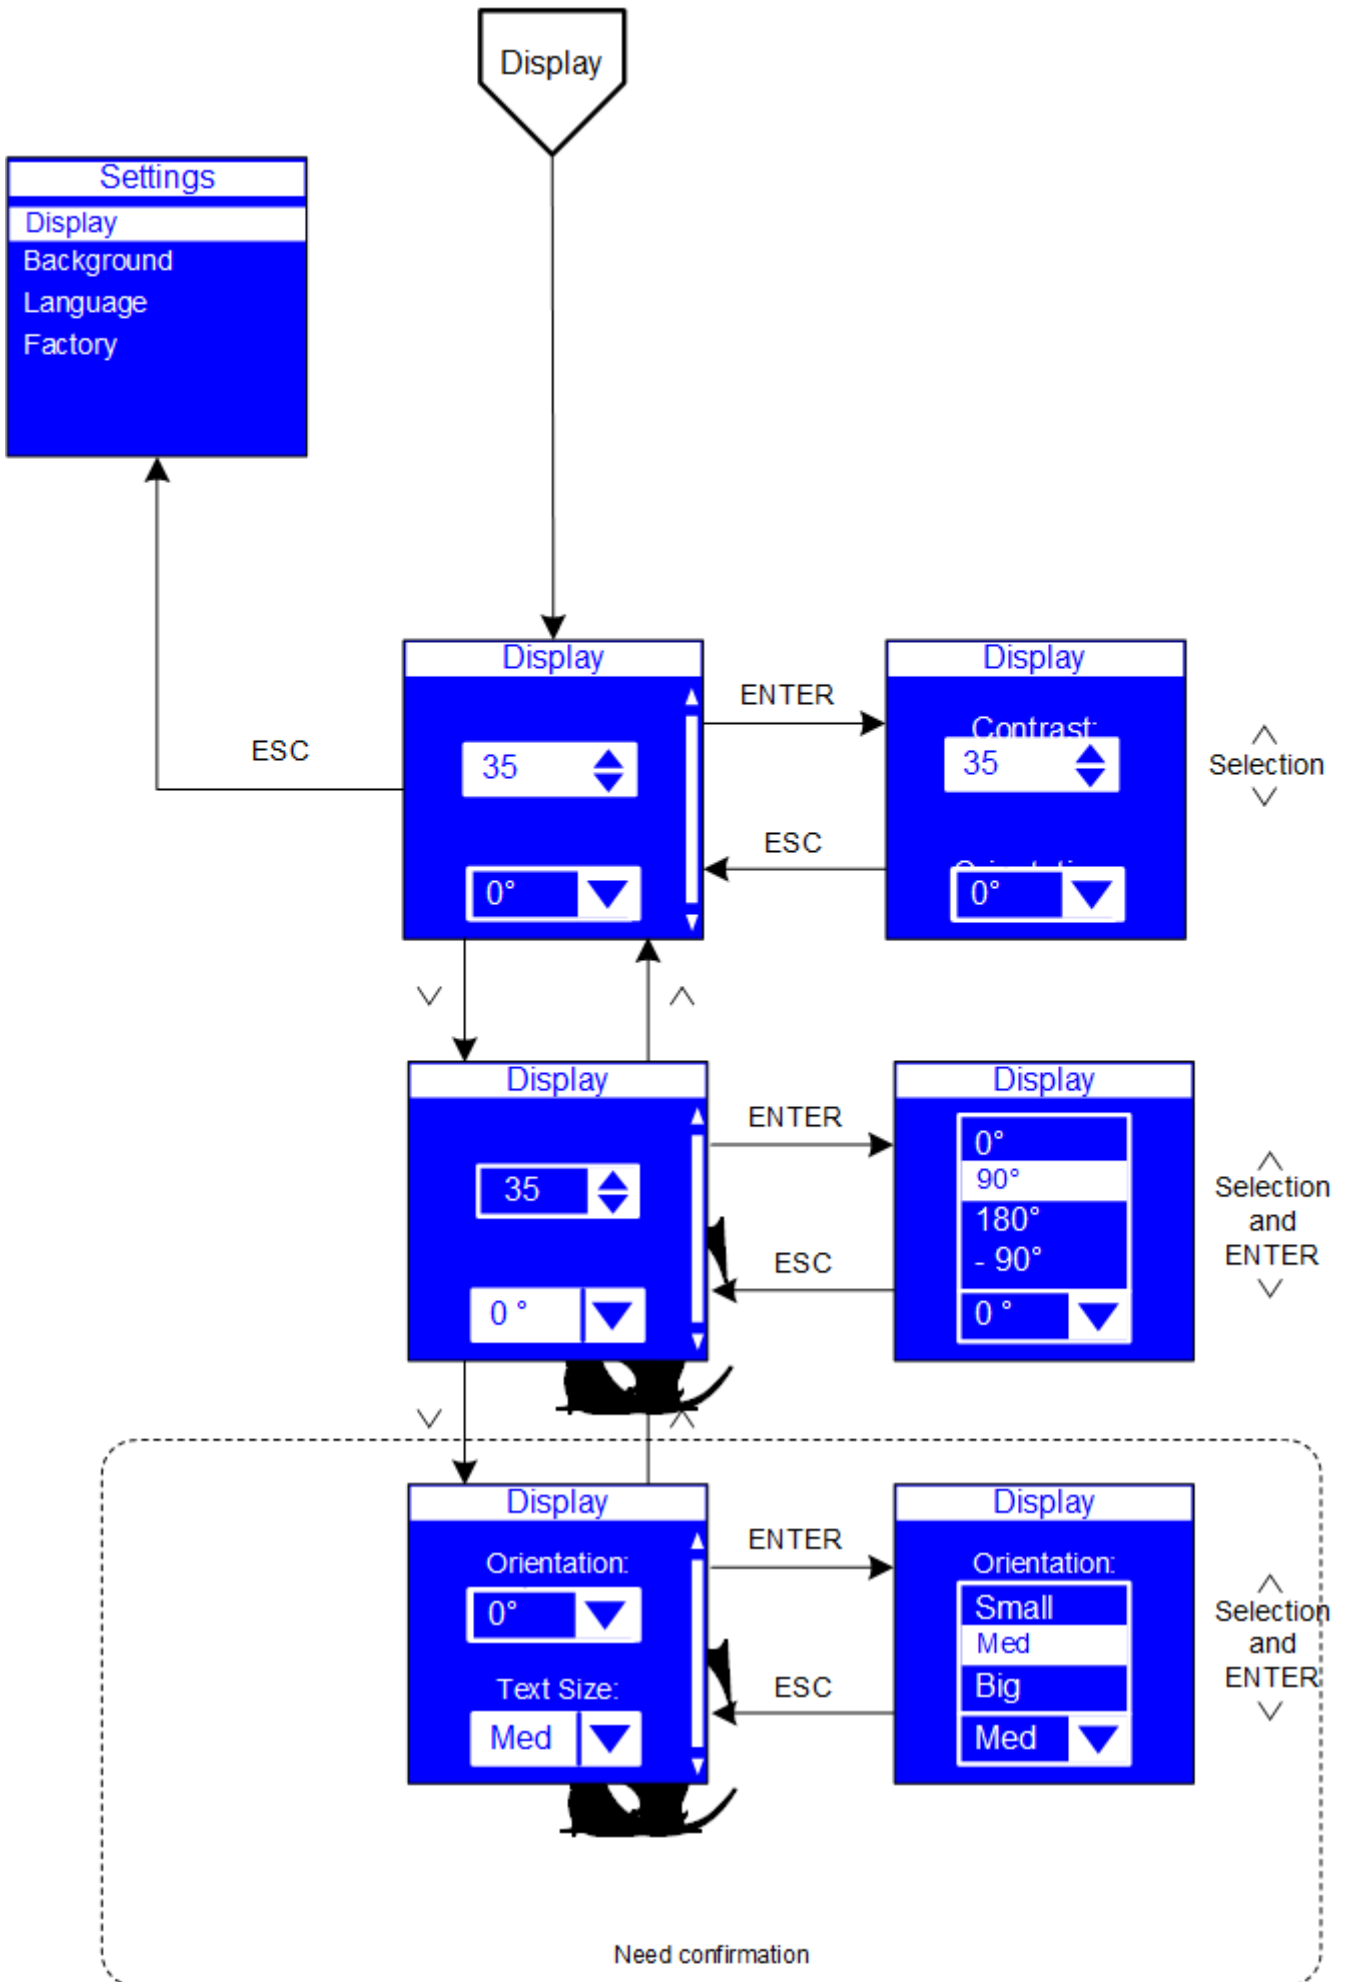 Display
Settings
Display
Background
Language
Factory
Display
35
0°
ENTER
ESC
ESC
Display
Contrast:
35
0°
Selection
Display
35
0 °
ENTER
ESC
Display
0°
90°
180°
- 90°
0 °
Selection
and
ENTER
Display
Orientation:
0°
Text Size:
Med
ENTER
ESC
Display
Orientation:
Small
Med
Big
Med
Selection
and
ENTER
Need confirmation